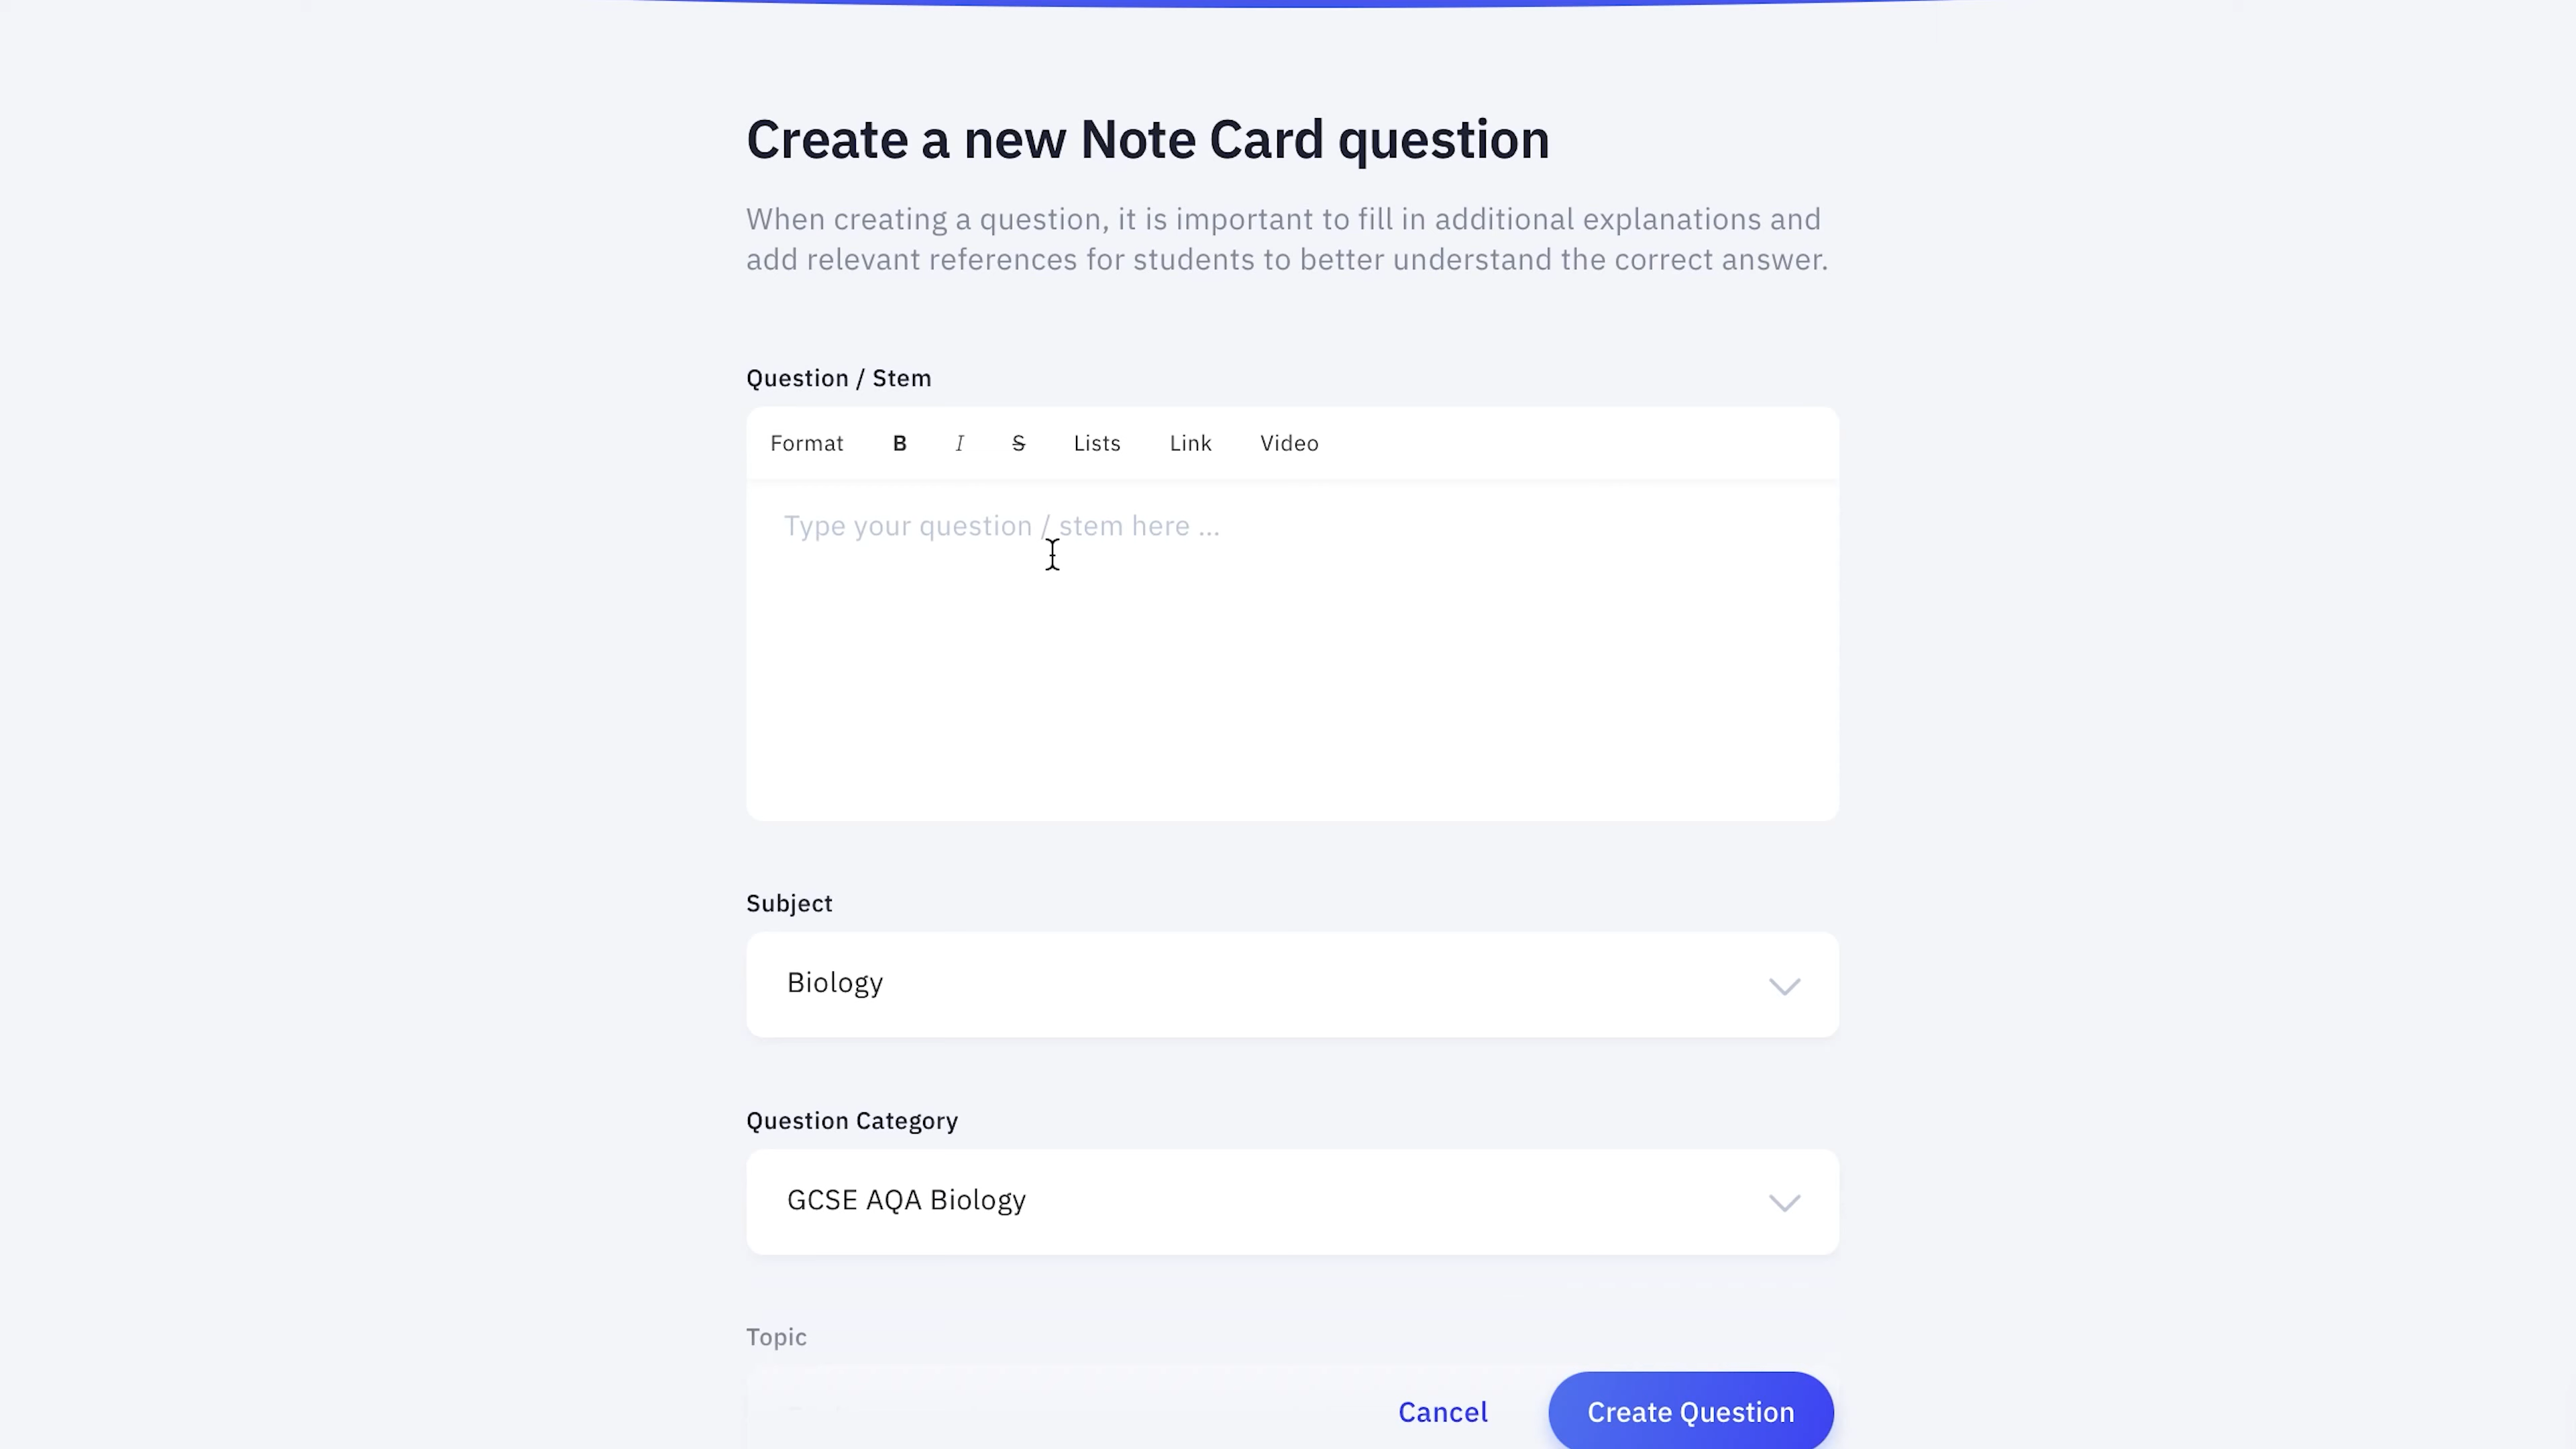 Create a new Note Card question
When creating a question, it is important to fill in additional explanations and
add relevant references for students to better understand the correct answer.
Question / Stem
Format B I S Lists Link Video
Type your question / stem here ...
Subject
Biology
Question Category
GCSE AQA Biology
Topic
Cancel Create Question